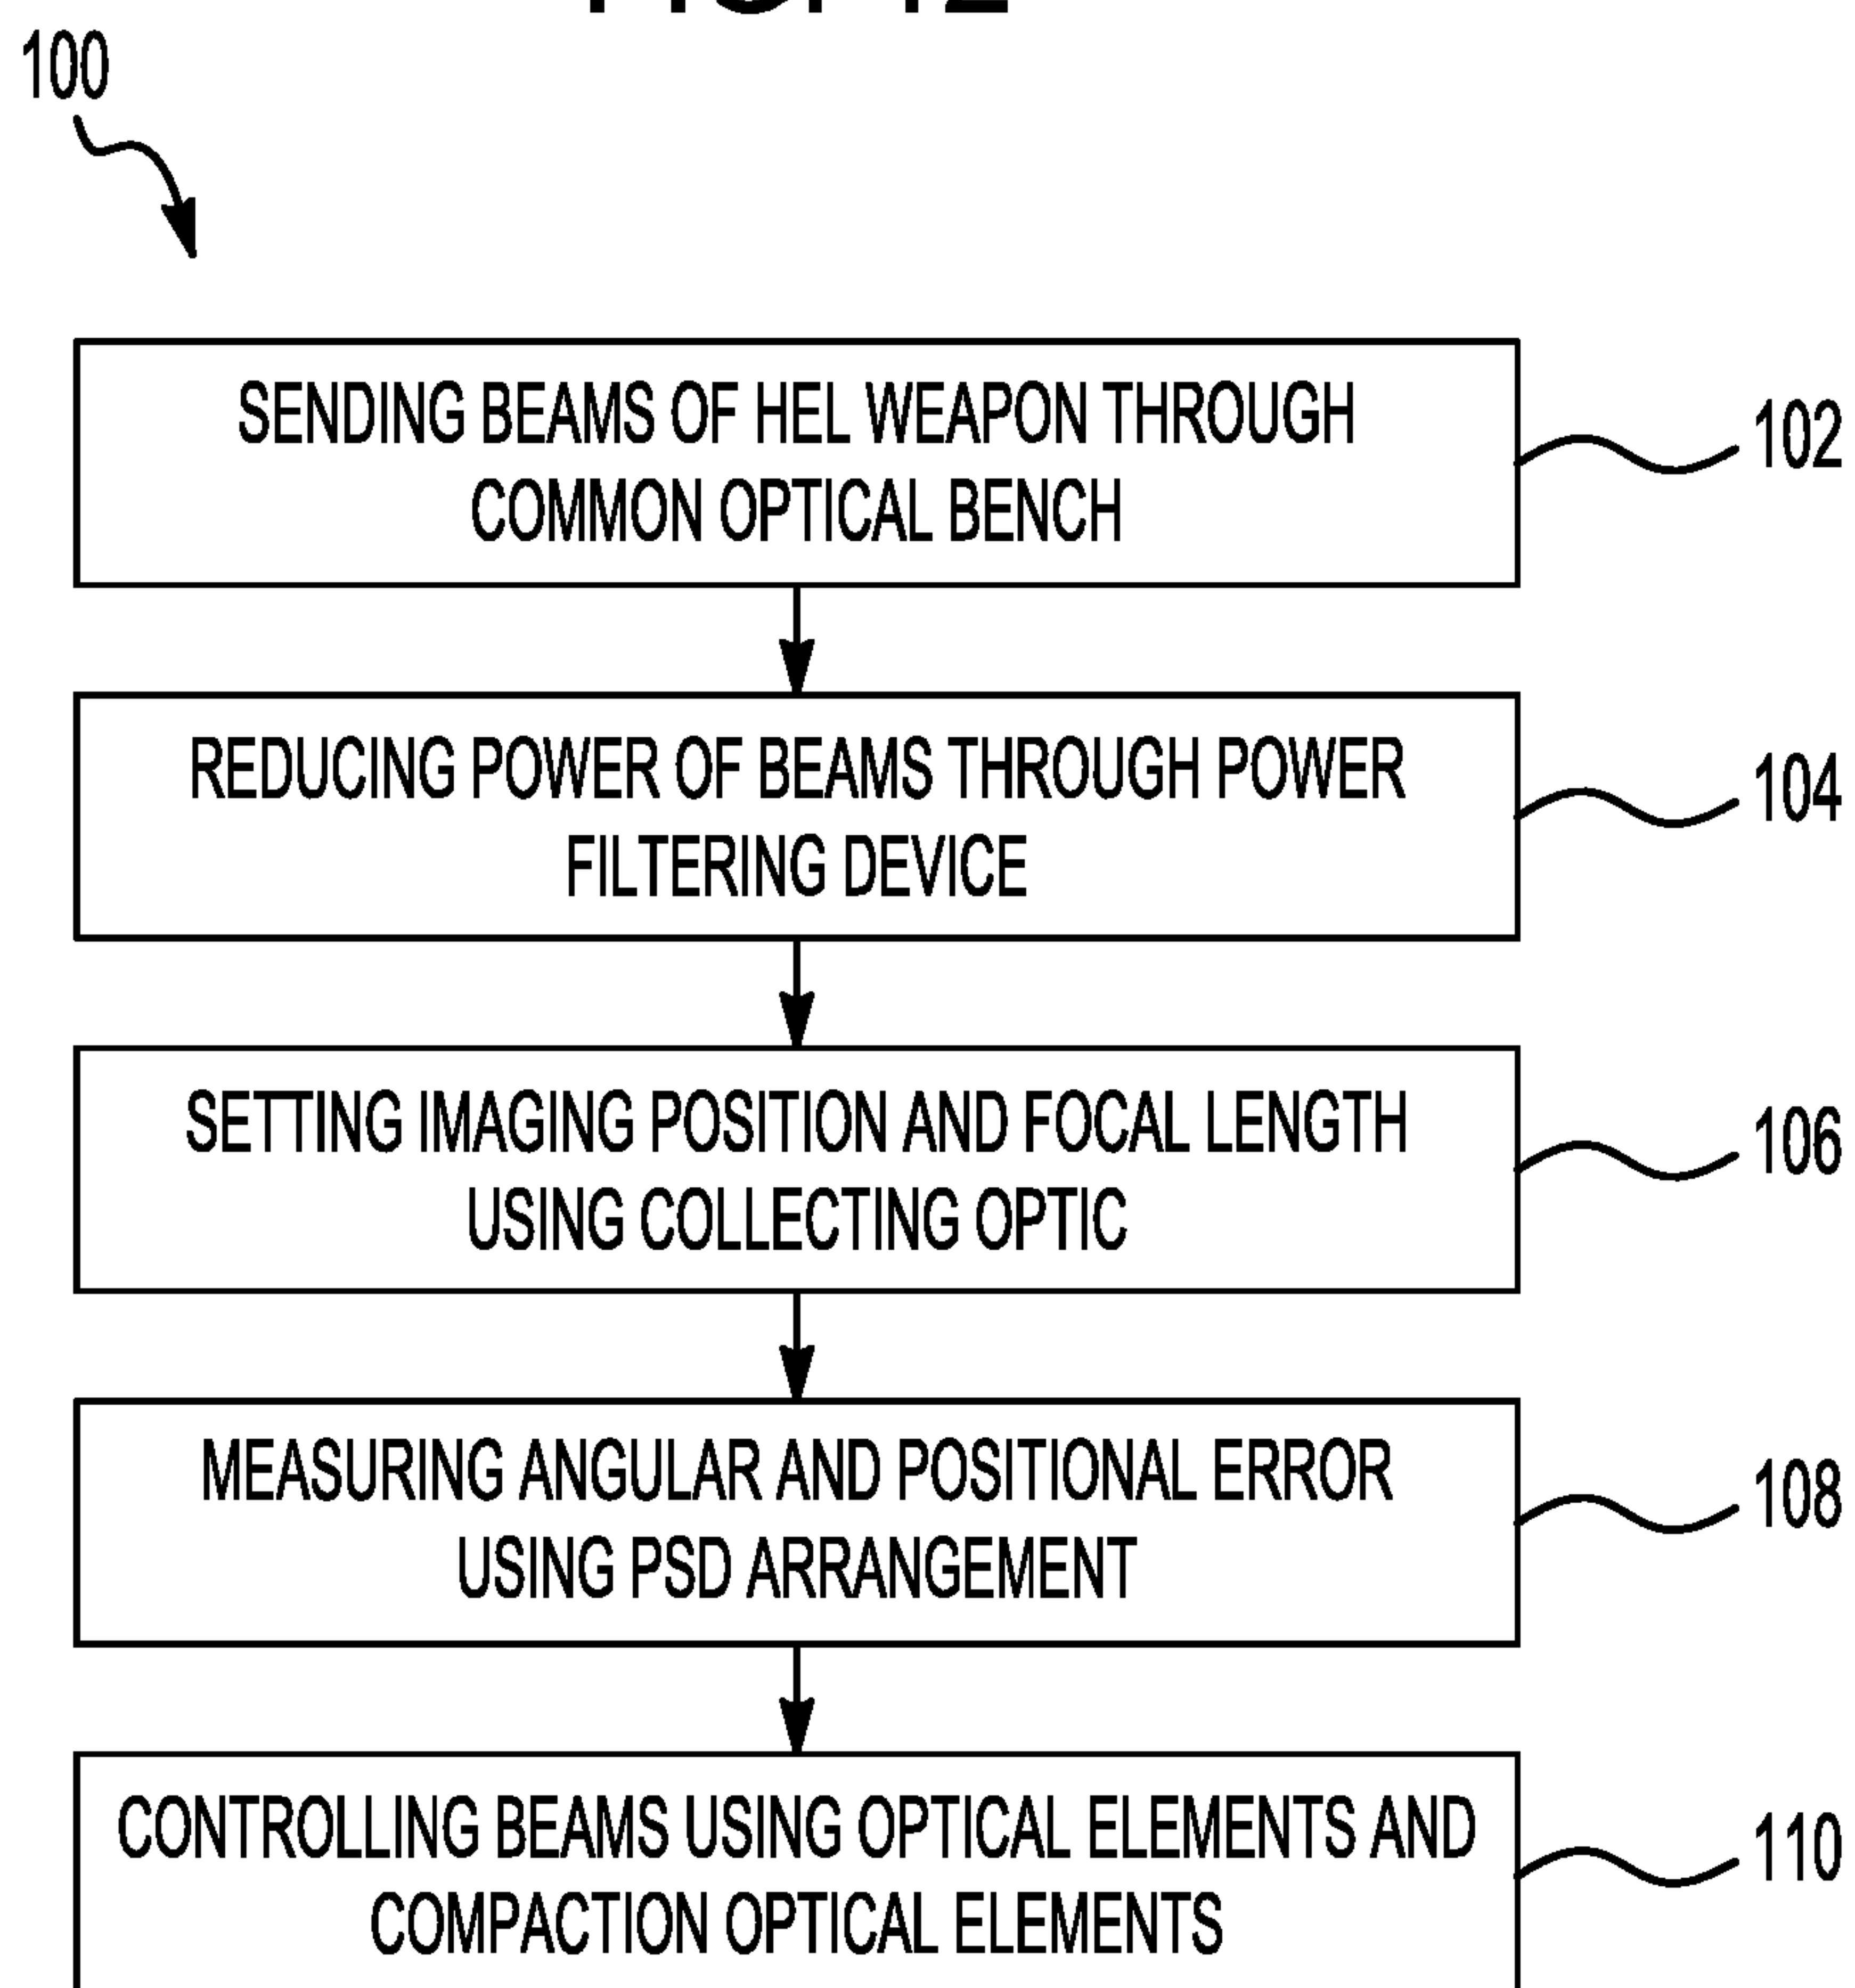 100
SENDING BEAMS OF HEL WEAPON THROUGH
COMMON OPTICAL BENCH
102
REDUCING POWER OF BEAMS THROUGH POWER
FILTERING DEVICE
104
SETTING IMAGING POSITION AND FOCAL LENGTH
USING COLLECTING OPTIC
106
MEASURING ANGULAR AND POSITIONAL ERROR
USING PSD ARRANGEMENT
108
CONTROLLING BEAMS USING OPTICAL ELEMENTS AND
COMPACTION OPTICAL ELEMENTS
110